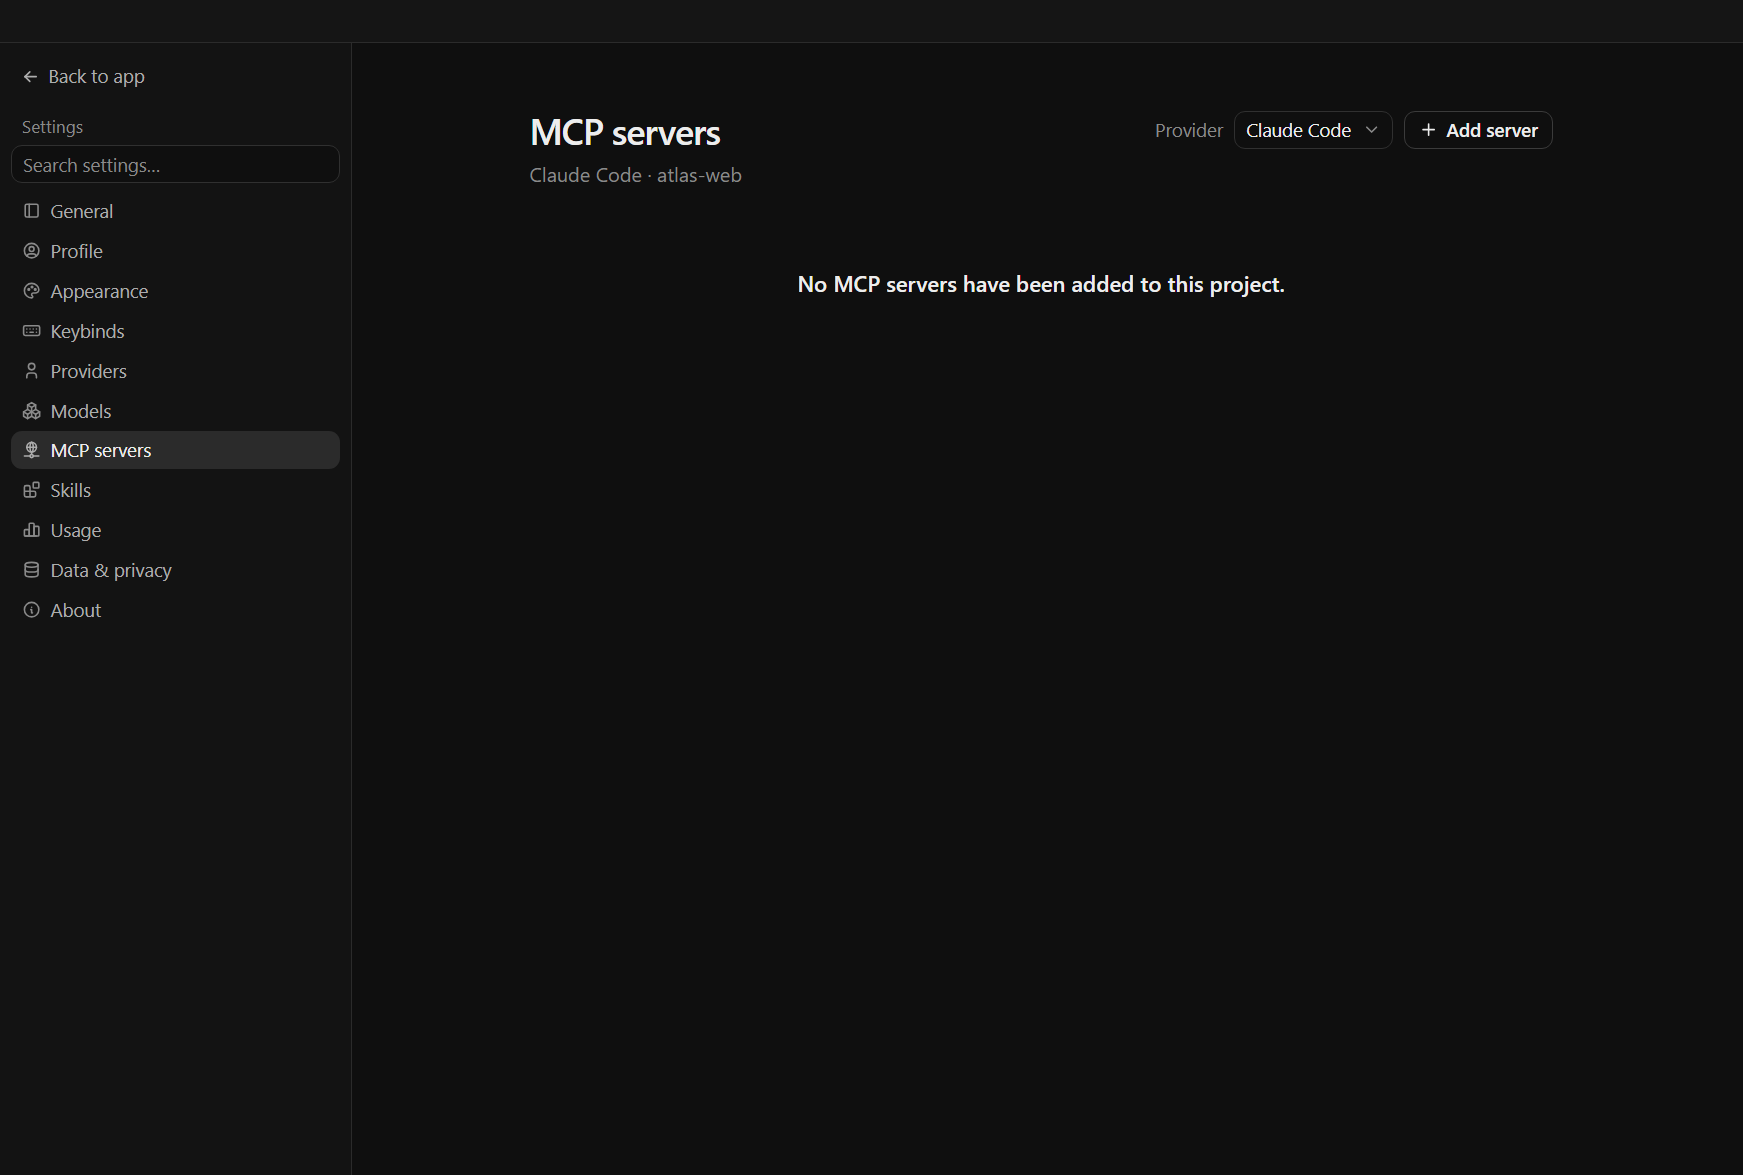 Back to app
Settings
Search settings...
General
Profile
Appearance
Keybinds
Providers
Models
MCP servers
Skills
Usage
Data & privacy
About
MCP servers
Claude Code · atlas-web
Provider
Claude Code
Add server
No MCP servers have been added to this project.